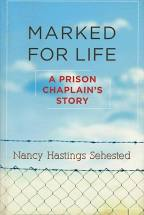 MARKED
FOR LIFE
A PRISON
CHAPLAIN'S
STORY
Nancy Hastings Sehested